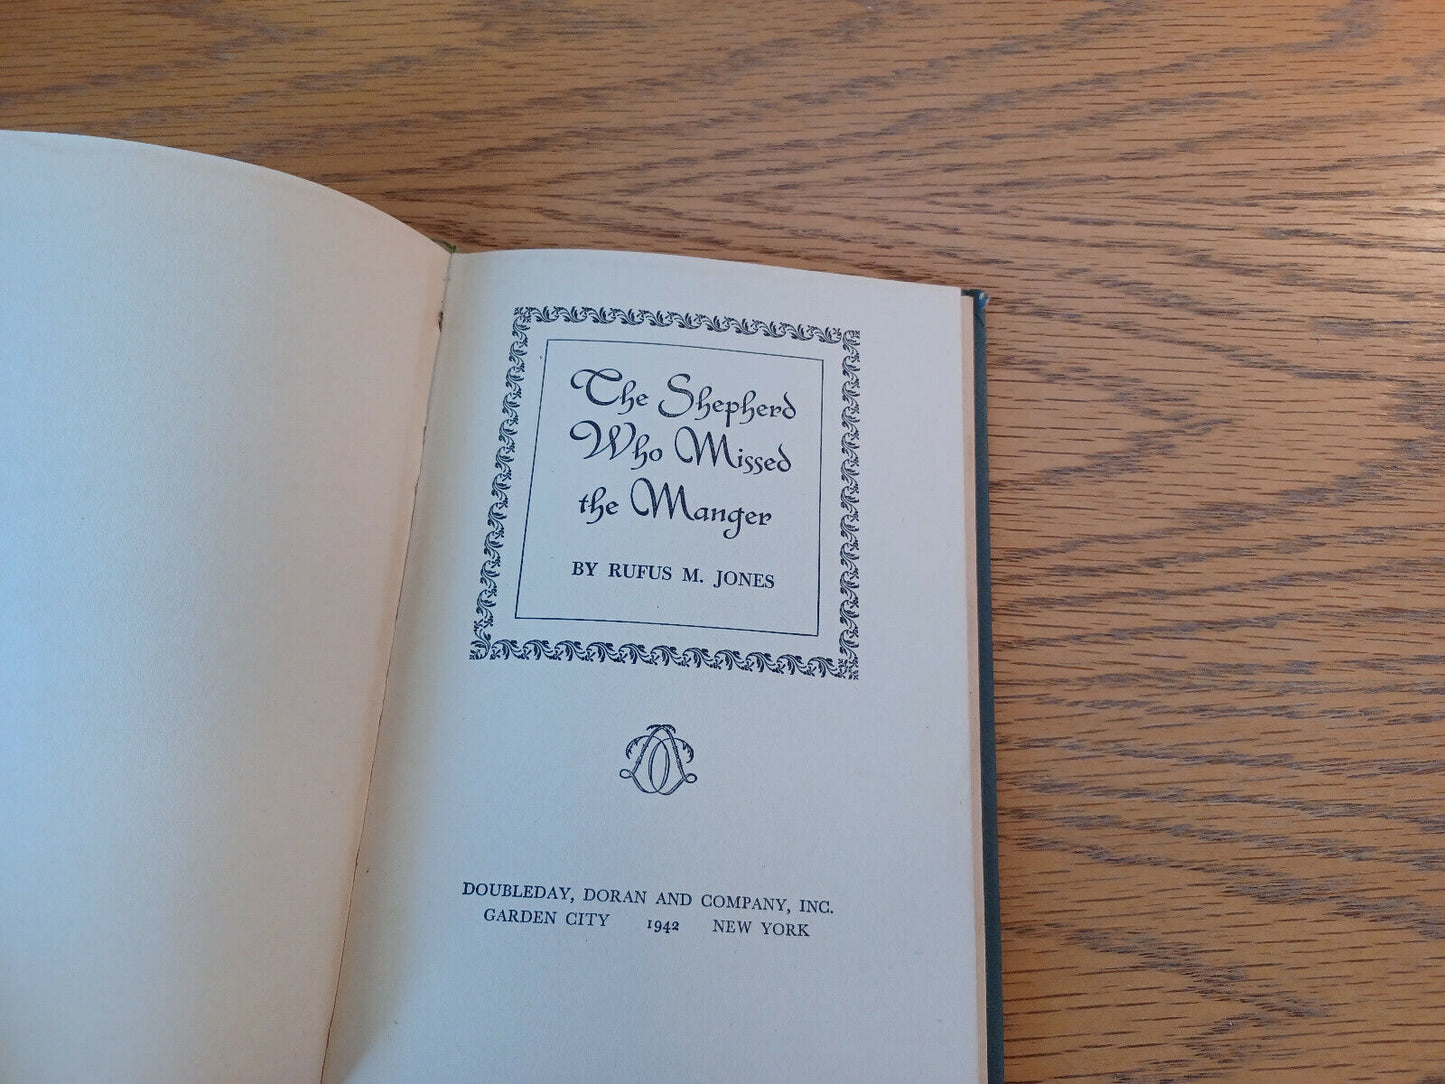 The Shepherd
Who Missed
the Manger
BY RUFUS M. JONES
DOUBLEDAY, DORAN AND COMPANY, INC.
GARDEN CITY 1942 NEW YORK